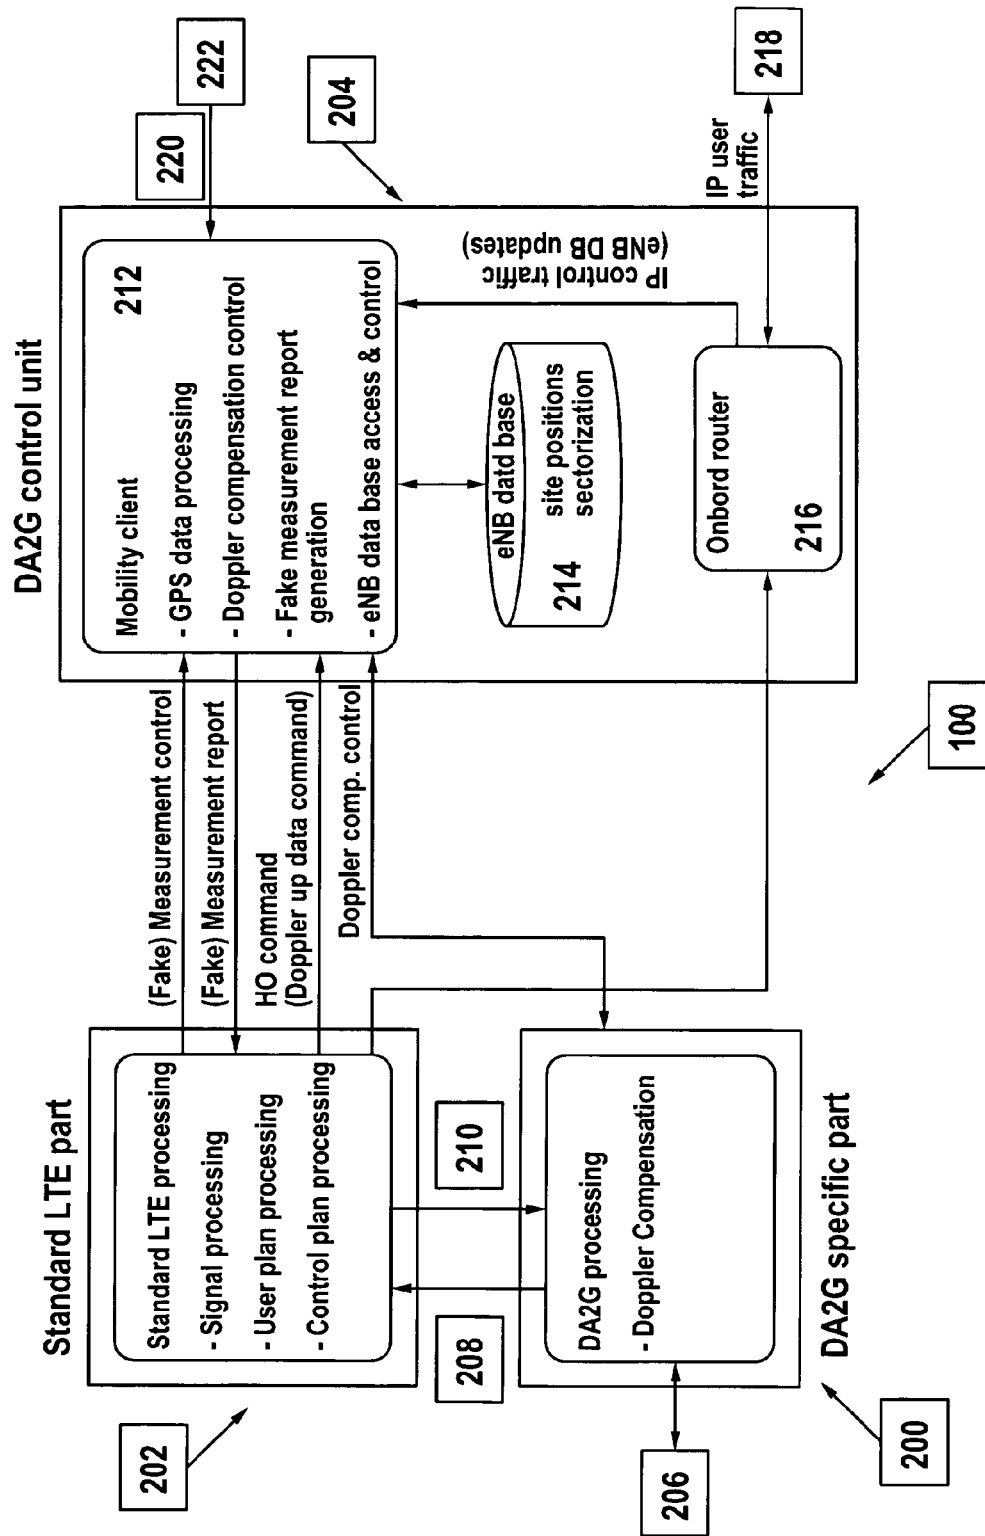 Standard LTE part
202
Standard LTE processing
- Signal processing
- User plan processing
- Control plan processing
(Fake) Measurement control
(Fake) Measurement report
HO command
(Doppler up data command)
Doppler comp. control
208
210
206
DA2G processing
- Doppler Compensation
DA2G specific part
200
100
DA2G control unit
Mobility client
212
- GPS data processing
- Doppler compensation control
- Fake measurement report
generation
- eNB data base access & control
220
222
204
eNB datd base
site positions
sectorization
214
IP control traffic
(eNB DB updates)
Onbord router
216
IP user
traffic
218